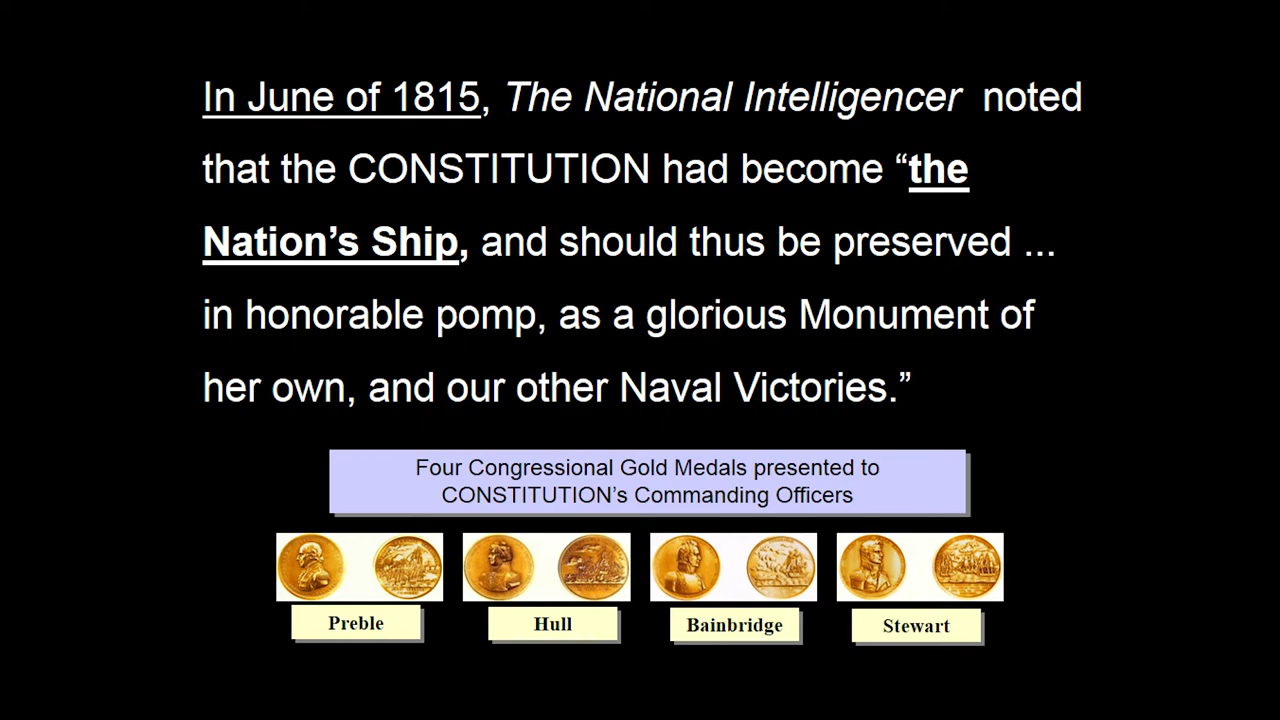 In June of 1815, The National Intelligencer noted
that the CONSTITUTION had become “the
Nation’s Ship, and should thus be preserved ...
in honorable pomp, as a glorious Monument of
her own, and our other Naval Victories.”
Four Congressional Gold Medals presented to
CONSTITUTION’s Commanding Officers
Preble
Hull
Bainbridge
Stewart